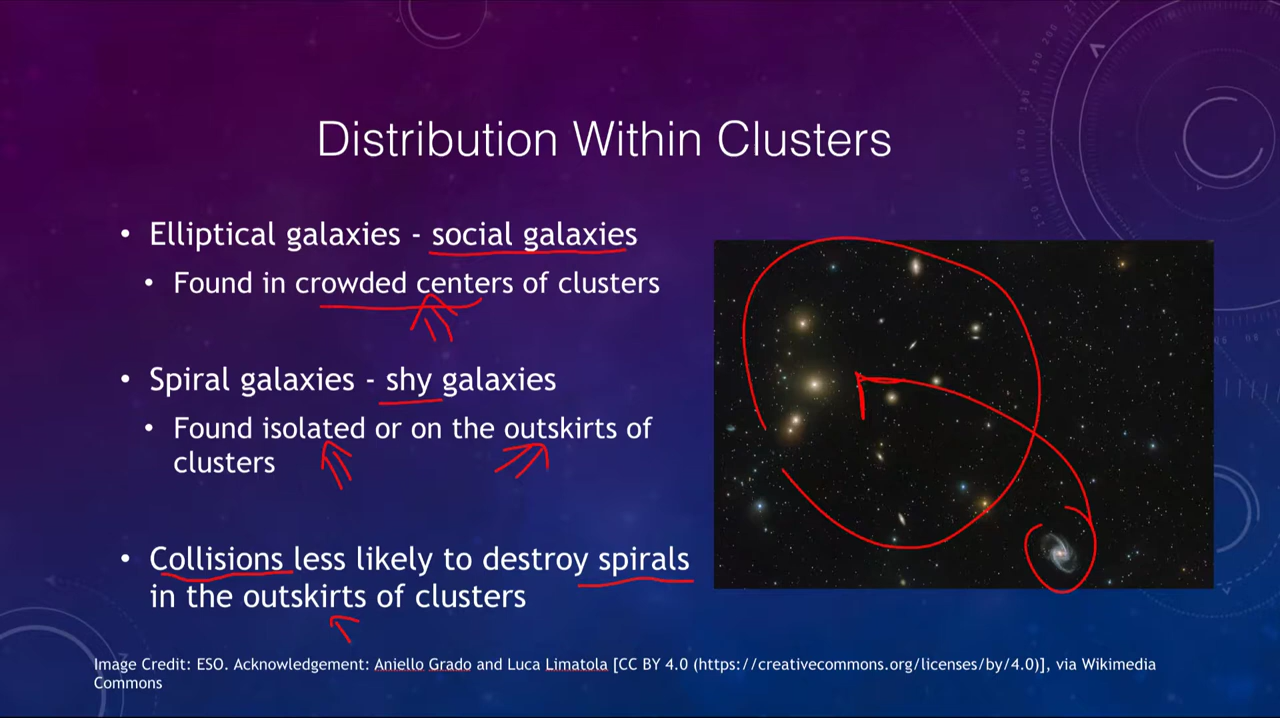 Distribution Within Clusters
• Elliptical galaxies - social galaxies
• Found in crowded centers of clusters
• Spiral galaxies - shy galaxies
• Found isolated or on the outskirts of
clusters
• Collisions less likely to destroy spirals
in the outskirts of clusters
Image Credit: ESO. Acknowledgement: Aniello Grado and Luca Limatola [CC BY 4.0 (https://creativecommons.org/licenses/by/4.0)], via Wikimedia
Commons